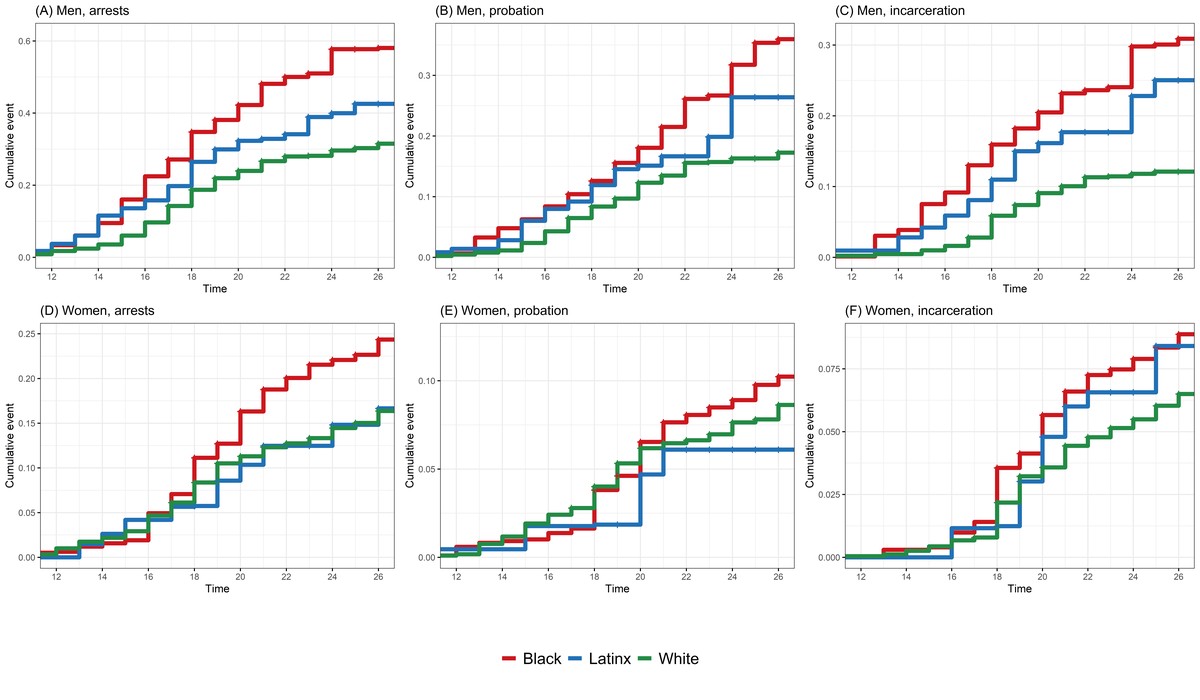 (A) Men, arrests
Cumulative event
0.6
0.4
0.2
0.0
12 14 16 18 20 22 24 26
Time
(B) Men, probation
Cumulative event
0.3
0.2
0.1
0.0
12 14 16 18 20 22 24 26
Time
(C) Men, incarceration
Cumulative event
0.3
0.2
0.1
0.0
12 14 16 18 20 22 24 26
Time
(D) Women, arrests
Cumulative event
0.25
0.20
0.15
0.10
0.05
0.00
12 14 16 18 20 22 24 26
Time
(E) Women, probation
Cumulative event
0.10
0.05
0.00
12 14 16 18 20 22 24 26
Time
(F) Women, incarceration
Cumulative event
0.075
0.050
0.025
0.000
12 14 16 18 20 22 24 26
Time
Black Latinx White